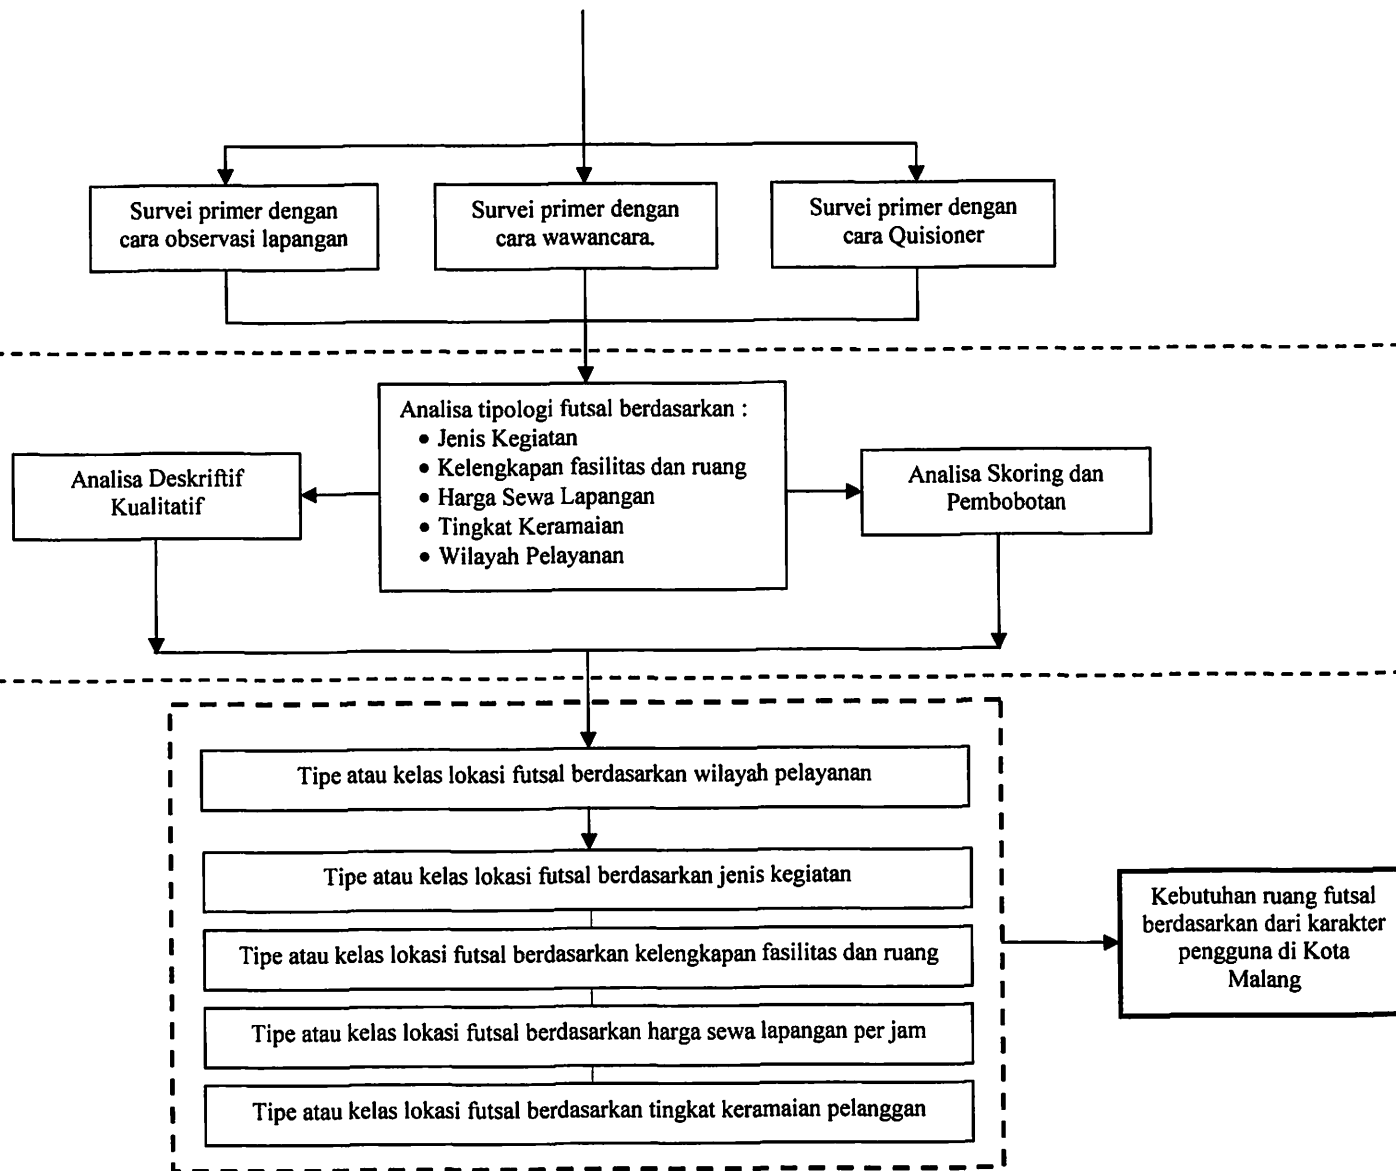 Survei primer dengan
cara observasi lapangan
Survei primer dengan
cara wawancara.
Survei primer dengan
cara Quisioner
Analisa tipologi futsal berdasarkan :
• Jenis Kegiatan
• Kelengkapan fasilitas dan ruang
• Harga Sewa Lapangan
• Tingkat Keramaian
• Wilayah Pelayanan
Analisa Deskriftif
Kualitatif
Analisa Skoring dan
Pembobotan
Tipe atau kelas lokasi futsal berdasarkan wilayah pelayanan
Tipe atau kelas lokasi futsal berdasarkan jenis kegiatan
Tipe atau kelas lokasi futsal berdasarkan kelengkapan fasilitas dan ruang
Tipe atau kelas lokasi futsal berdasarkan harga sewa lapangan per jam
Tipe atau kelas lokasi futsal berdasarkan tingkat keramaian pelanggan
Kebutuhan ruang futsal
berdasarkan dari karakter
pengguna di Kota
Malang